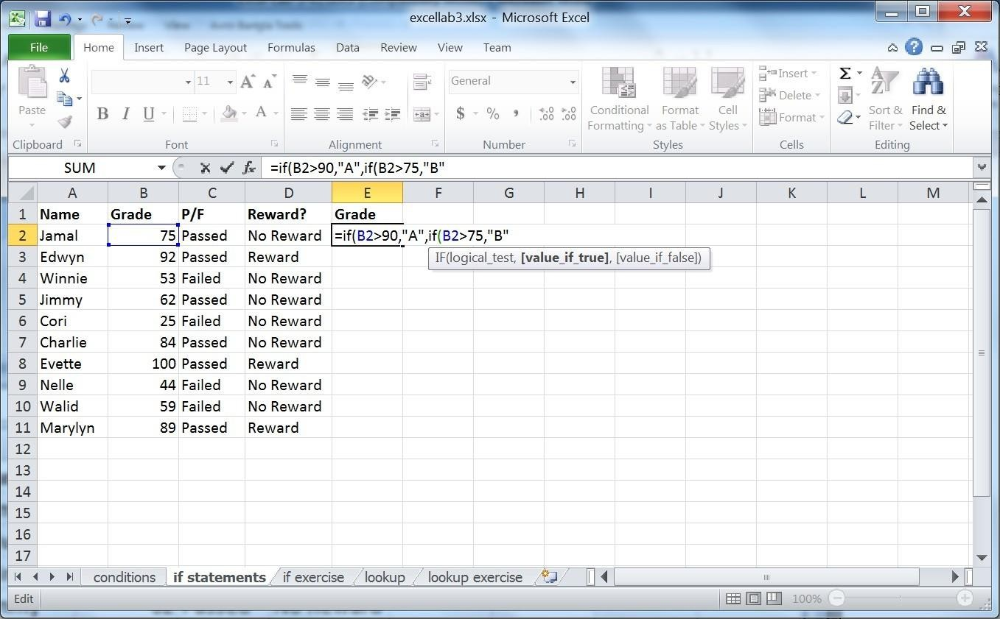 excellab3.xlsx - Microsoft Excel
File Home Insert Page Layout Formulas Data Review View Team
11 General Insert
Delete
Format
Paste Conditional Formatting Format as Table Cell Styles Sort & Filter Find & Select
Clipboard Font Alignment Number Styles Cells Editing
SUM =if(B2>90,"A",if(B2>75,"B"
A B C D E F G H I J K L M
1 Name Grade P/F Reward? Grade
2 Jamal 75 Passed No Reward =if(B2>90,"A",if(B2>75,"B"
IF(logical_test, [value_if_true], [value_if_false])
3 Edwyn 92 Passed Reward
4 Winnie 53 Failed No Reward
5 Jimmy 62 Passed No Reward
6 Cori 25 Failed No Reward
7 Charlie 84 Passed No Reward
8 Evette 100 Passed Reward
9 Nelle 44 Failed No Reward
10 Walid 59 Failed No Reward
11 Marylyn 89 Passed Reward
12
13
14
15
16
17
conditions if statements if exercise lookup lookup exercise
Edit 100%